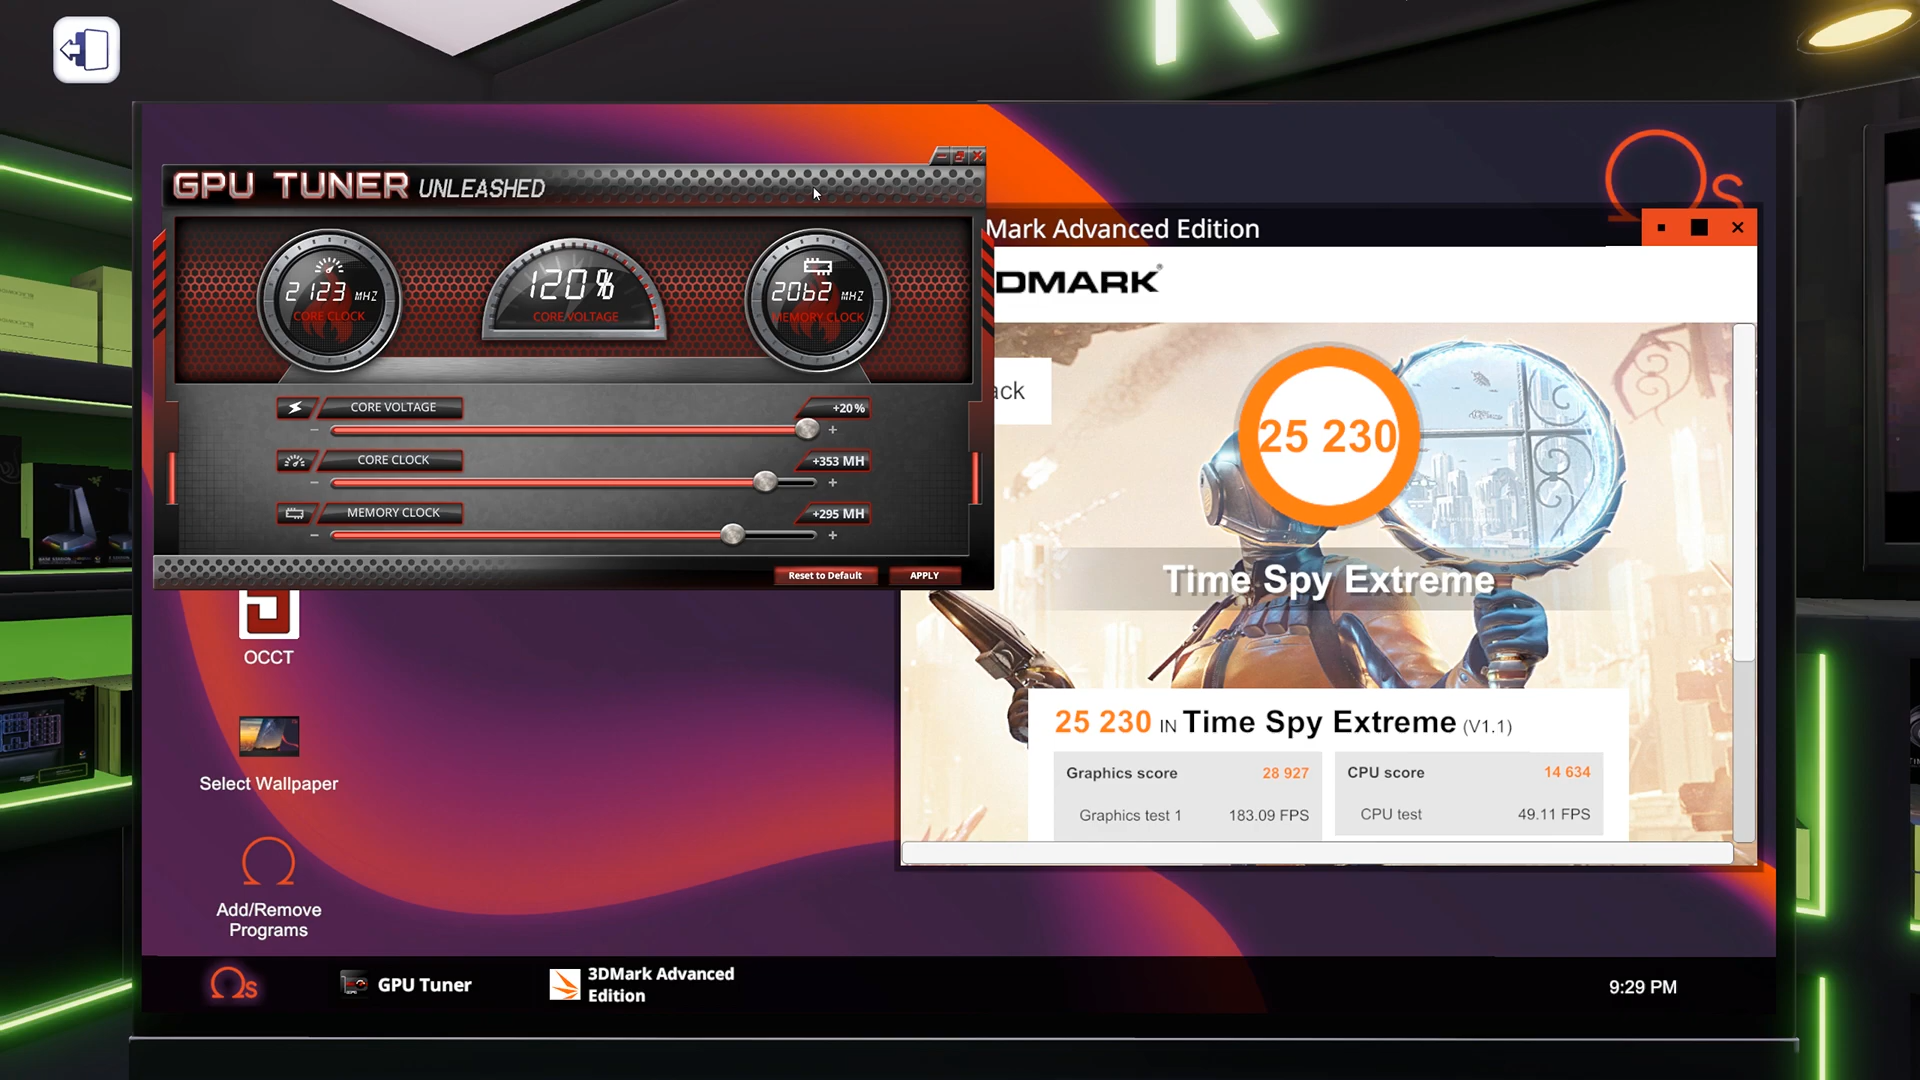 GPU TUNER UNLEASHED
2123 MHZ
CORE CLOCK
120%
CORE VOLTAGE
2062 MHZ
MEMORY CLOCK
CORE VOLTAGE
+20 %
CORE CLOCK
+353 MH
MEMORY CLOCK
+295 MH
Reset to Default
APPLY
Mark Advanced Edition
DMARK
ack
25 230
Time Spy Extreme
25 230 IN Time Spy Extreme (V1.1)
Graphics score 28 927
Graphics test 1 183.09 FPS
CPU score 14 634
CPU test 49.11 FPS
OCCT
Select Wallpaper
Add/Remove
Programs
Ωs
Ωs
GPU Tuner
3DMark Advanced
Edition
9:29 PM